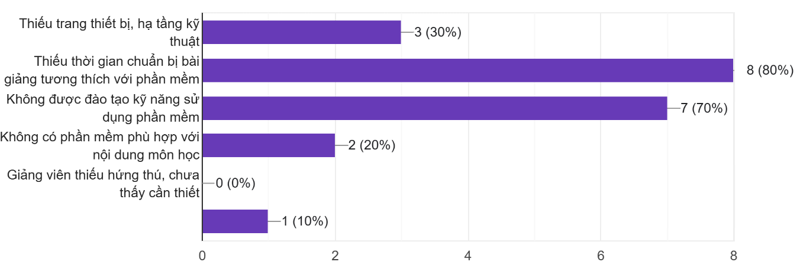 Thiếu trang thiết bị, hạ tầng kỹ
thuật
3 (30%)
Thiếu thời gian chuẩn bị bài
giảng tương thích với phần mềm
8 (80%)
Không được đào tạo kỹ năng sử
dụng phần mềm
7 (70%)
Không có phần mềm phù hợp với
nội dung môn học
2 (20%)
Giảng viên thiếu hứng thú, chưa
thấy cần thiết
0 (0%)
1 (10%)
0 2 4 6 8